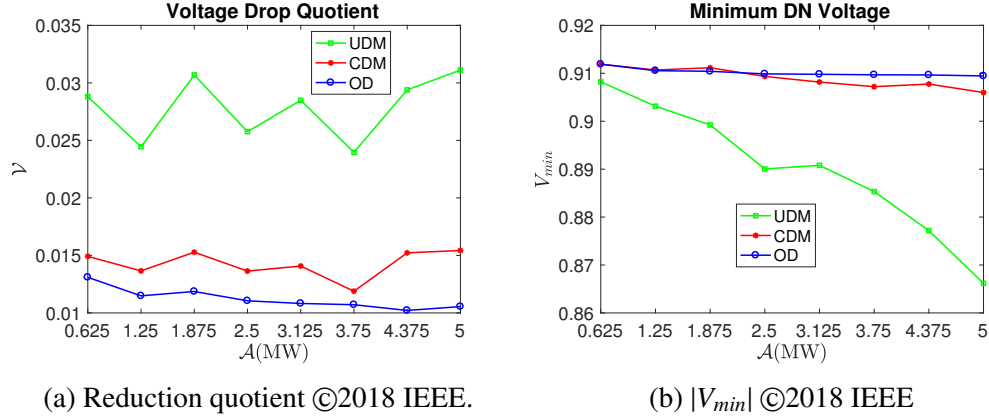 Voltage Drop Quotient
0.035
0.03
0.025
0.02
0.015
0.01
𝒱
UDM
CDM
OD
0.625 1.25 1.875 2.5 3.125 3.75 4.375 5
𝒜(MW)
(a) Reduction quotient ©2018 IEEE.
Minimum DN Voltage
0.92
0.91
0.9
0.89
0.88
0.87
0.86
V_min
UDM
CDM
OD
0.625 1.25 1.875 2.5 3.125 3.75 4.375 5
𝒜(MW)
(b) |V_min| ©2018 IEEE